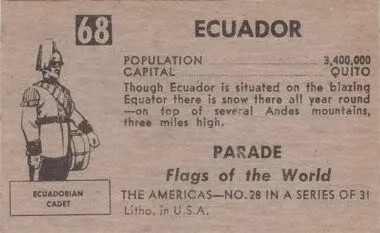 68
ECUADOR
POPULATION 3,400,000
CAPITAL QUITO
Though Ecuador is situated on the blazing
Equator there is snow there all year round
—on top of several Andes mountains,
three miles high.
PARADE
Flags of the World
THE AMERICAS—NO. 28 IN A SERIES OF 31
Litho. in U.S.A.
ECUADORIAN
CADET